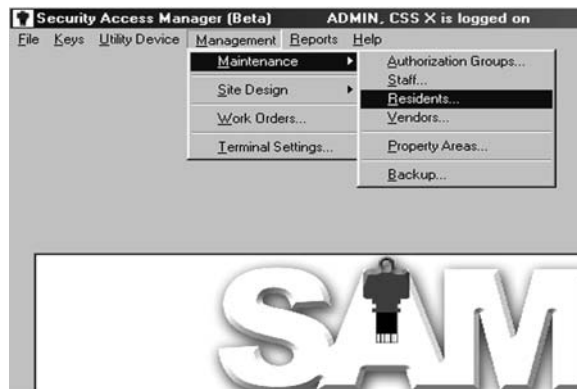 Security Access Manager (Beta) ADMIN, CSS X is logged on
File Keys Utility Device Management Reports Help
Maintenance
Site Design
Work Orders...
Terminal Settings...
Authorization Groups...
Staff...
Residents...
Vendors...
Property Areas...
Backup...
SAM